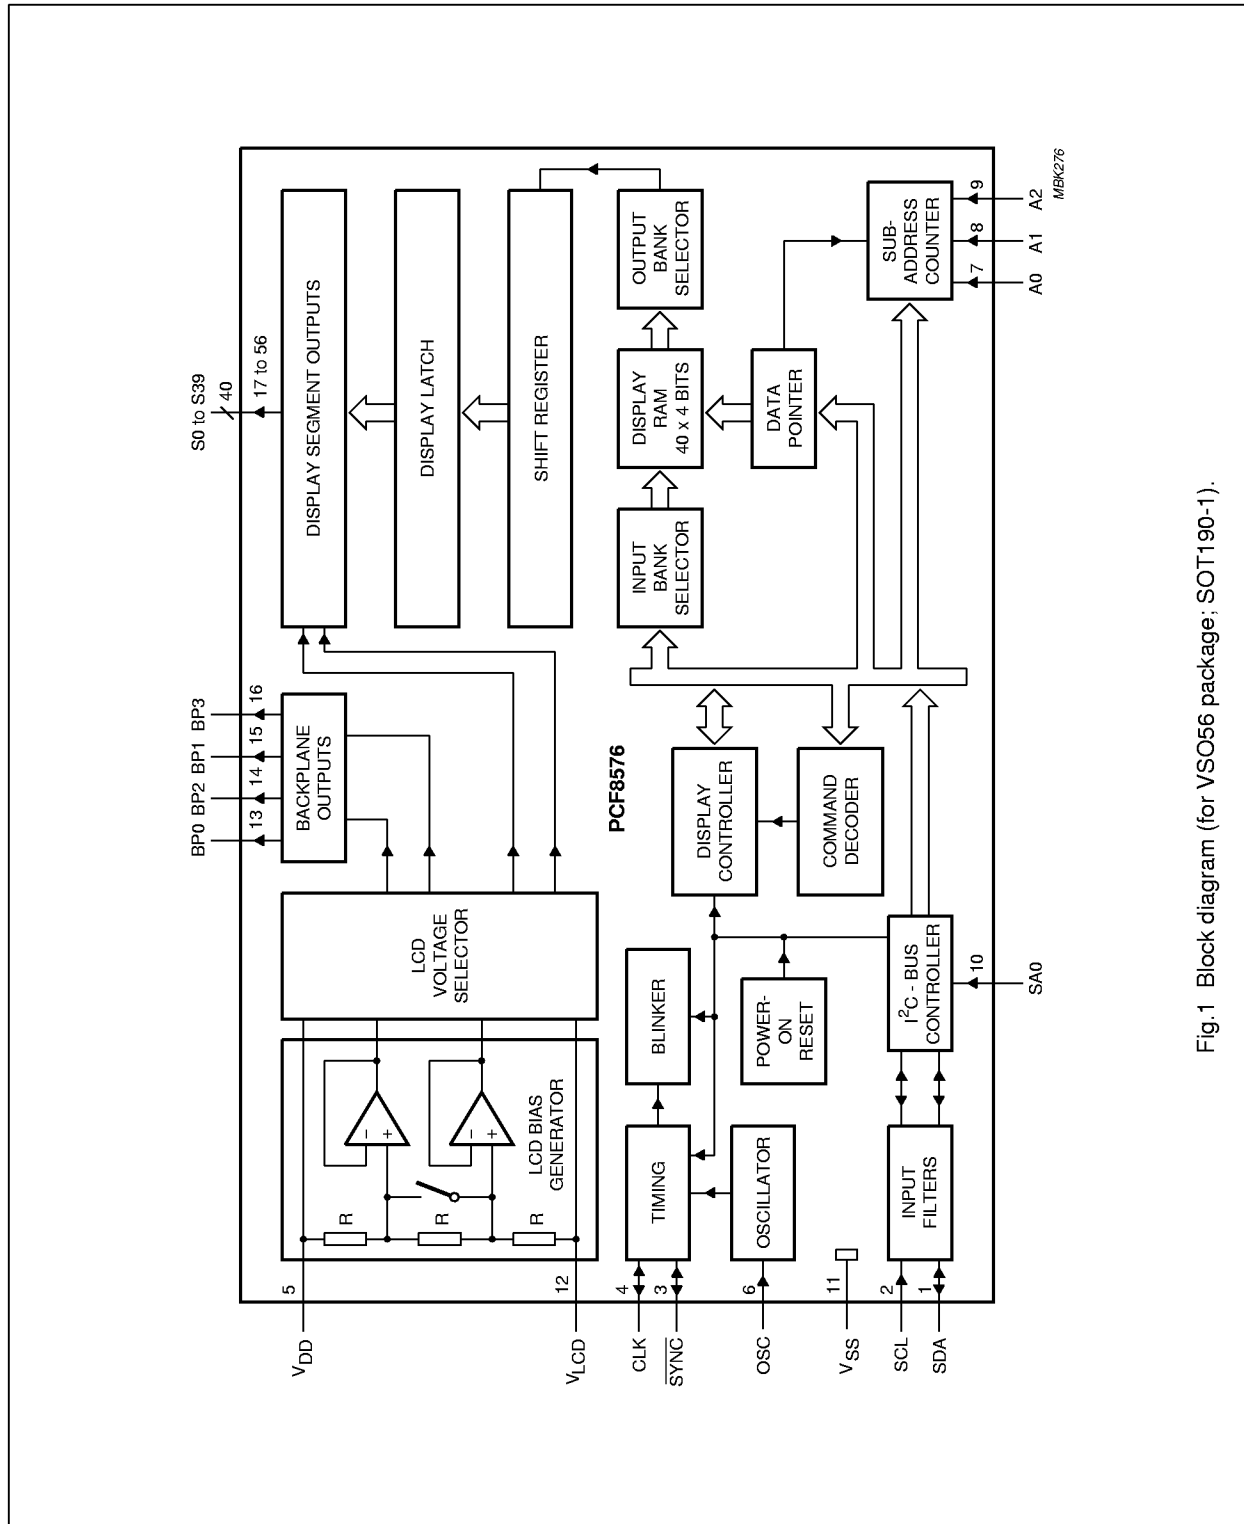 BP0 BP2 BP1 BP3
S0 to S39
40
13 14 15 16
17 to 56
BACKPLANE
OUTPUTS
DISPLAY SEGMENT OUTPUTS
5
VDD
R
R
R
−
+
−
+
LCD BIAS
GENERATOR
LCD
VOLTAGE
SELECTOR
DISPLAY LATCH
SHIFT REGISTER
12
VLCD
PCF8576
4
CLK
3
SYNC
TIMING
BLINKER
DISPLAY
CONTROLLER
INPUT
BANK
SELECTOR
DISPLAY
RAM
40 x 4 BITS
OUTPUT
BANK
SELECTOR
6
OSC
OSCILLATOR
POWER-
ON
RESET
COMMAND
DECODER
DATA
POINTER
11
VSS
2
SCL
1
SDA
INPUT
FILTERS
I2C - BUS
CONTROLLER
SUB-
ADDRESS
COUNTER
10
SA0
7 8 9
A0 A1 A2
MBK276
Fig.1 Block diagram (for VSO56 package; SOT190-1).